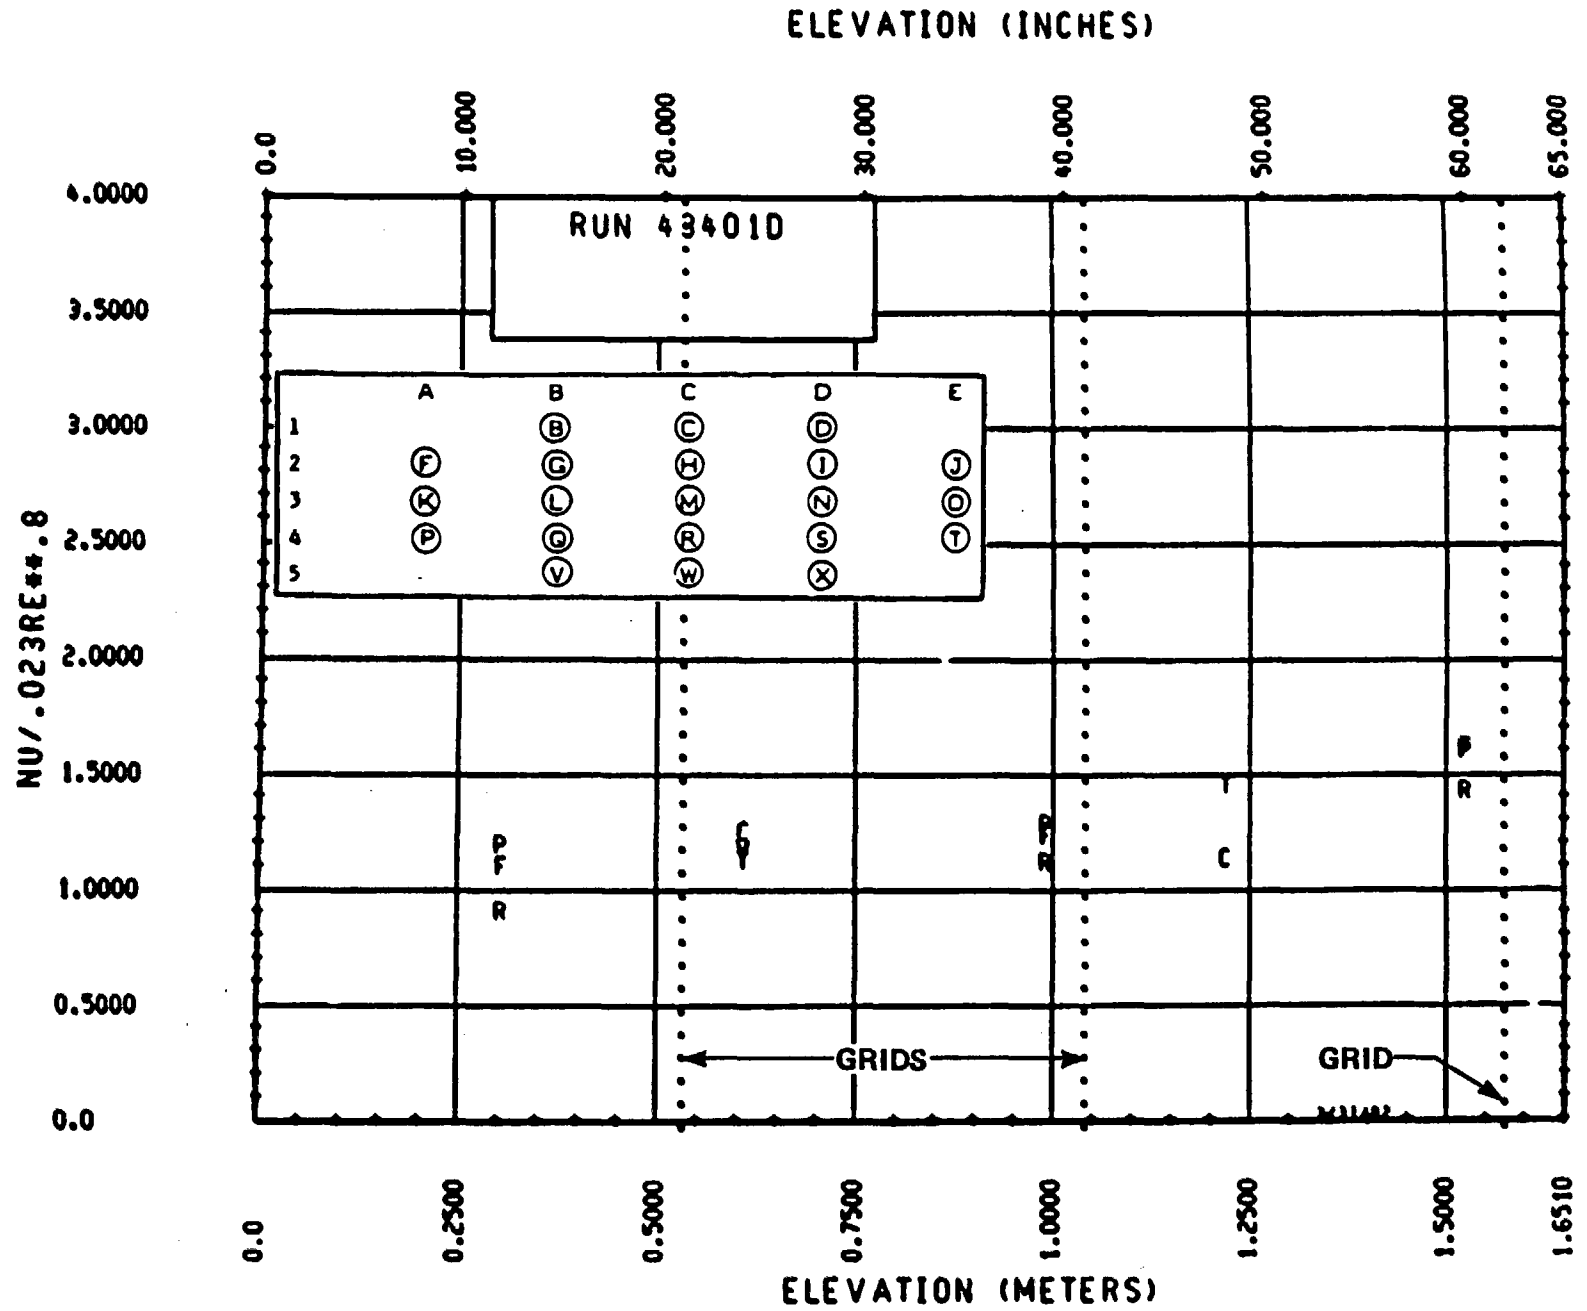 ELEVATION (INCHES)
0.0 10.000 20.000 30.000 40.000 50.000 60.000 65.000
4.0000
RUN 43401D
3.5000
A B C D E
1 B C D
3.0000
2 F G H I J
3 K L M N O
4 P Q R S T
2.5000
5 V W X
NU/.023RE**.8
2.0000
1.5000
R
P
F
C
1.0000
R
0.5000
GRIDS
GRID
0.0
0.0 0.2500 0.5000 0.7500 1.0000 1.2500 1.5000 1.6510
ELEVATION (METERS)